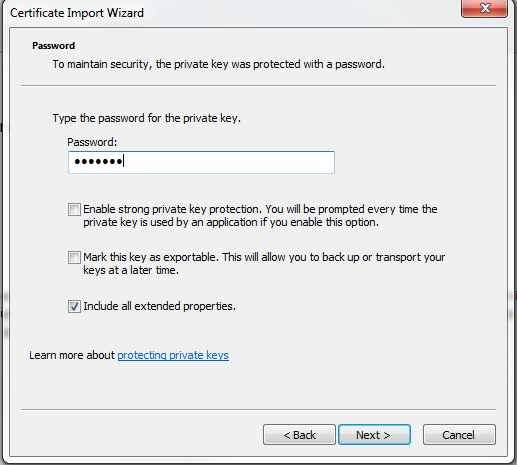 Certificate Import Wizard
Password
To maintain security, the private key was protected with a password.
Type the password for the private key.
Password:
•••••••
Enable strong private key protection. You will be prompted every time the
private key is used by an application if you enable this option.
Mark this key as exportable. This will allow you to back up or transport your
keys at a later time.
Include all extended properties.
Learn more about protecting private keys
< Back
Next >
Cancel